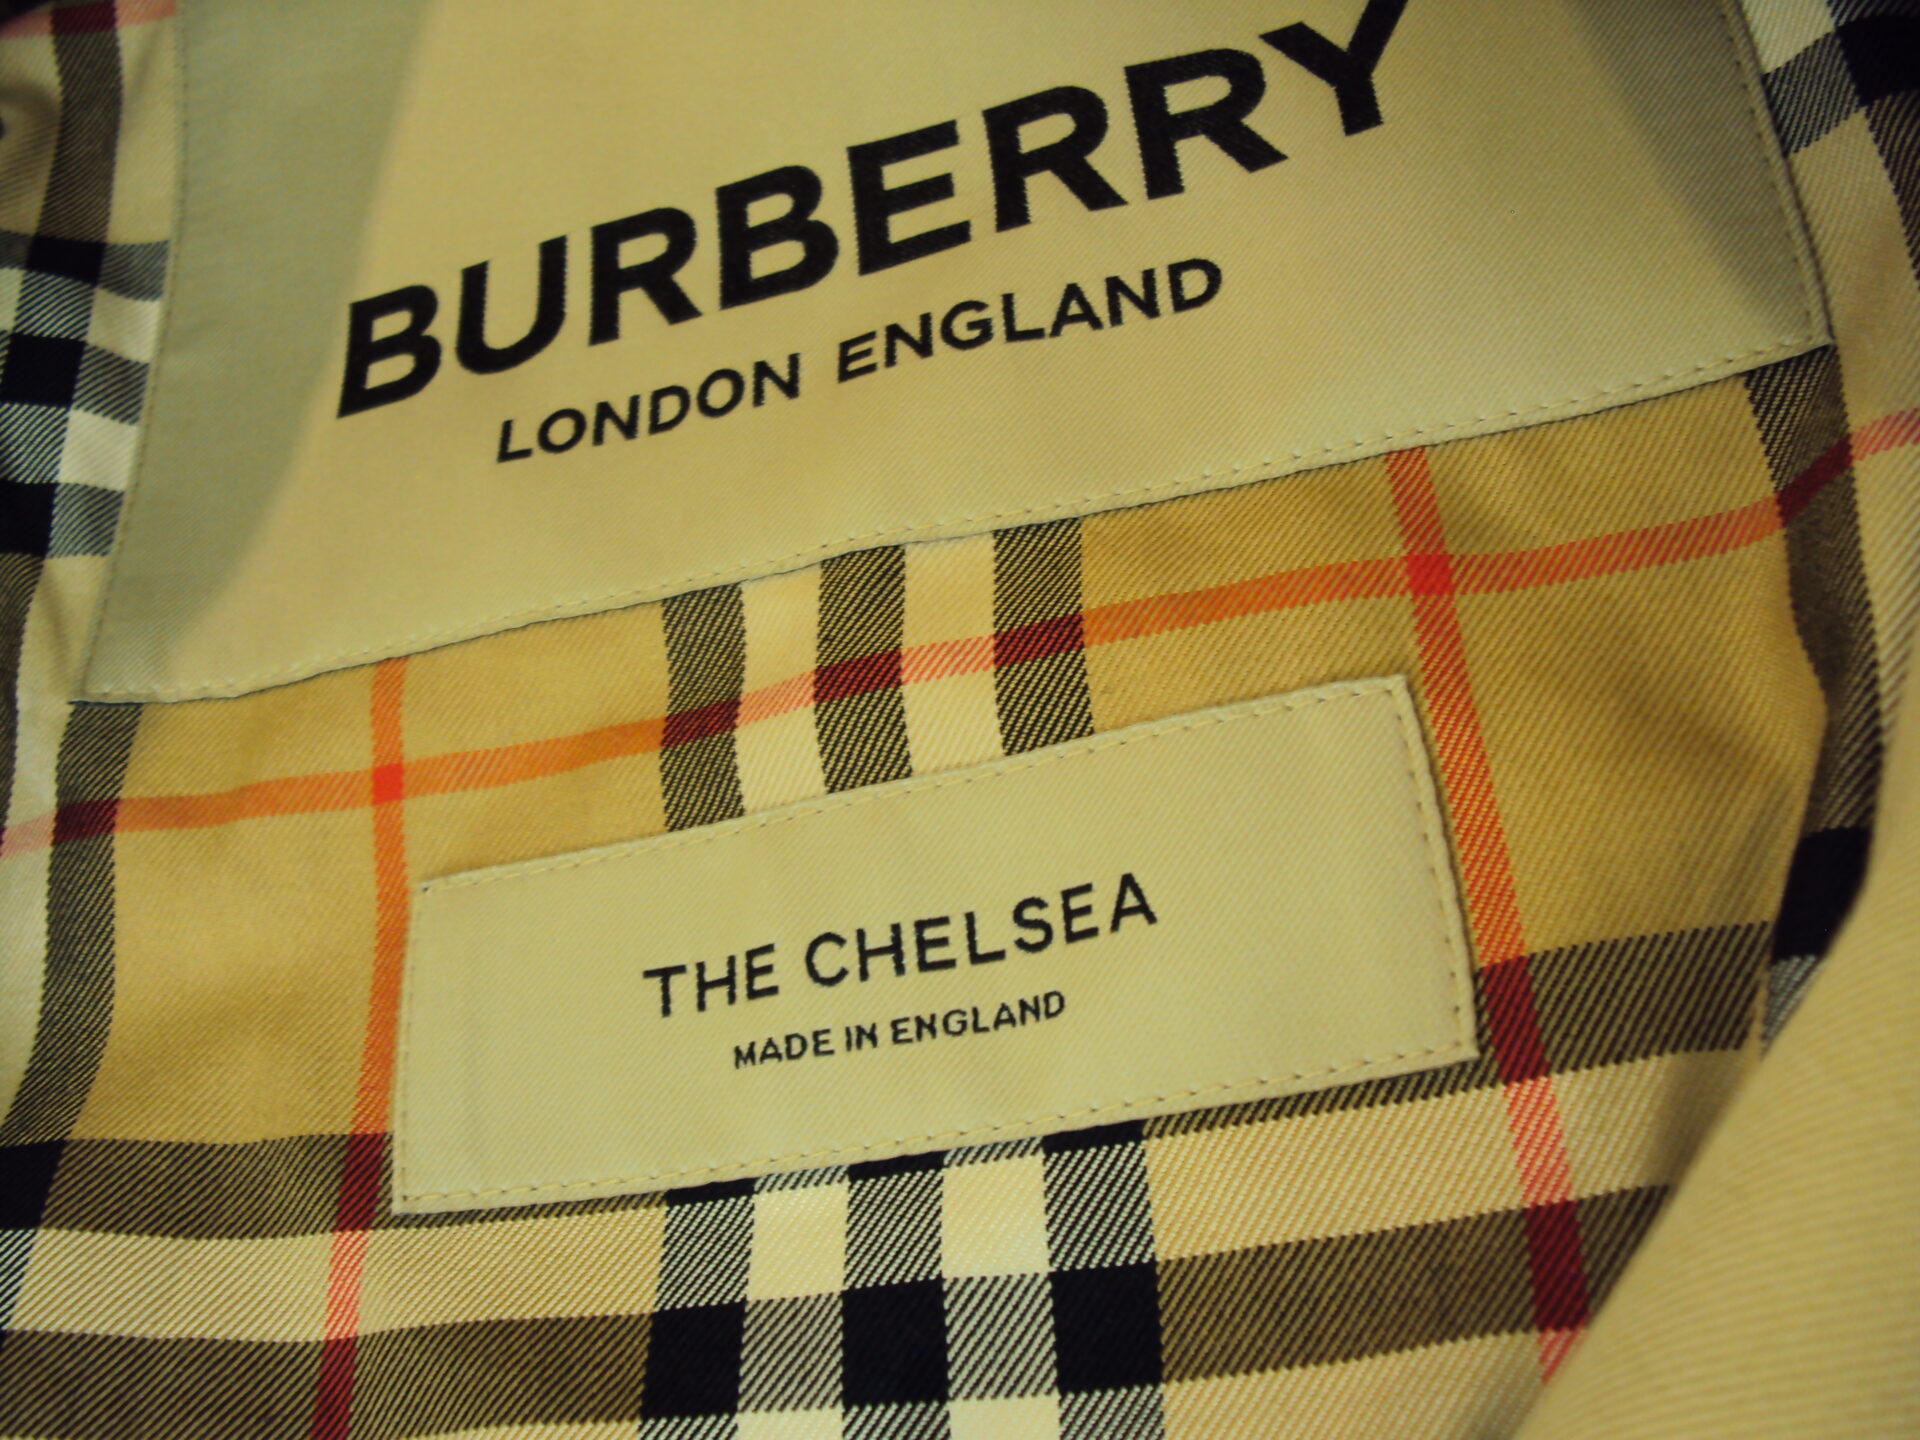 BURBERRY
LONDON ENGLAND
THE CHELSEA
MADE IN ENGLAND